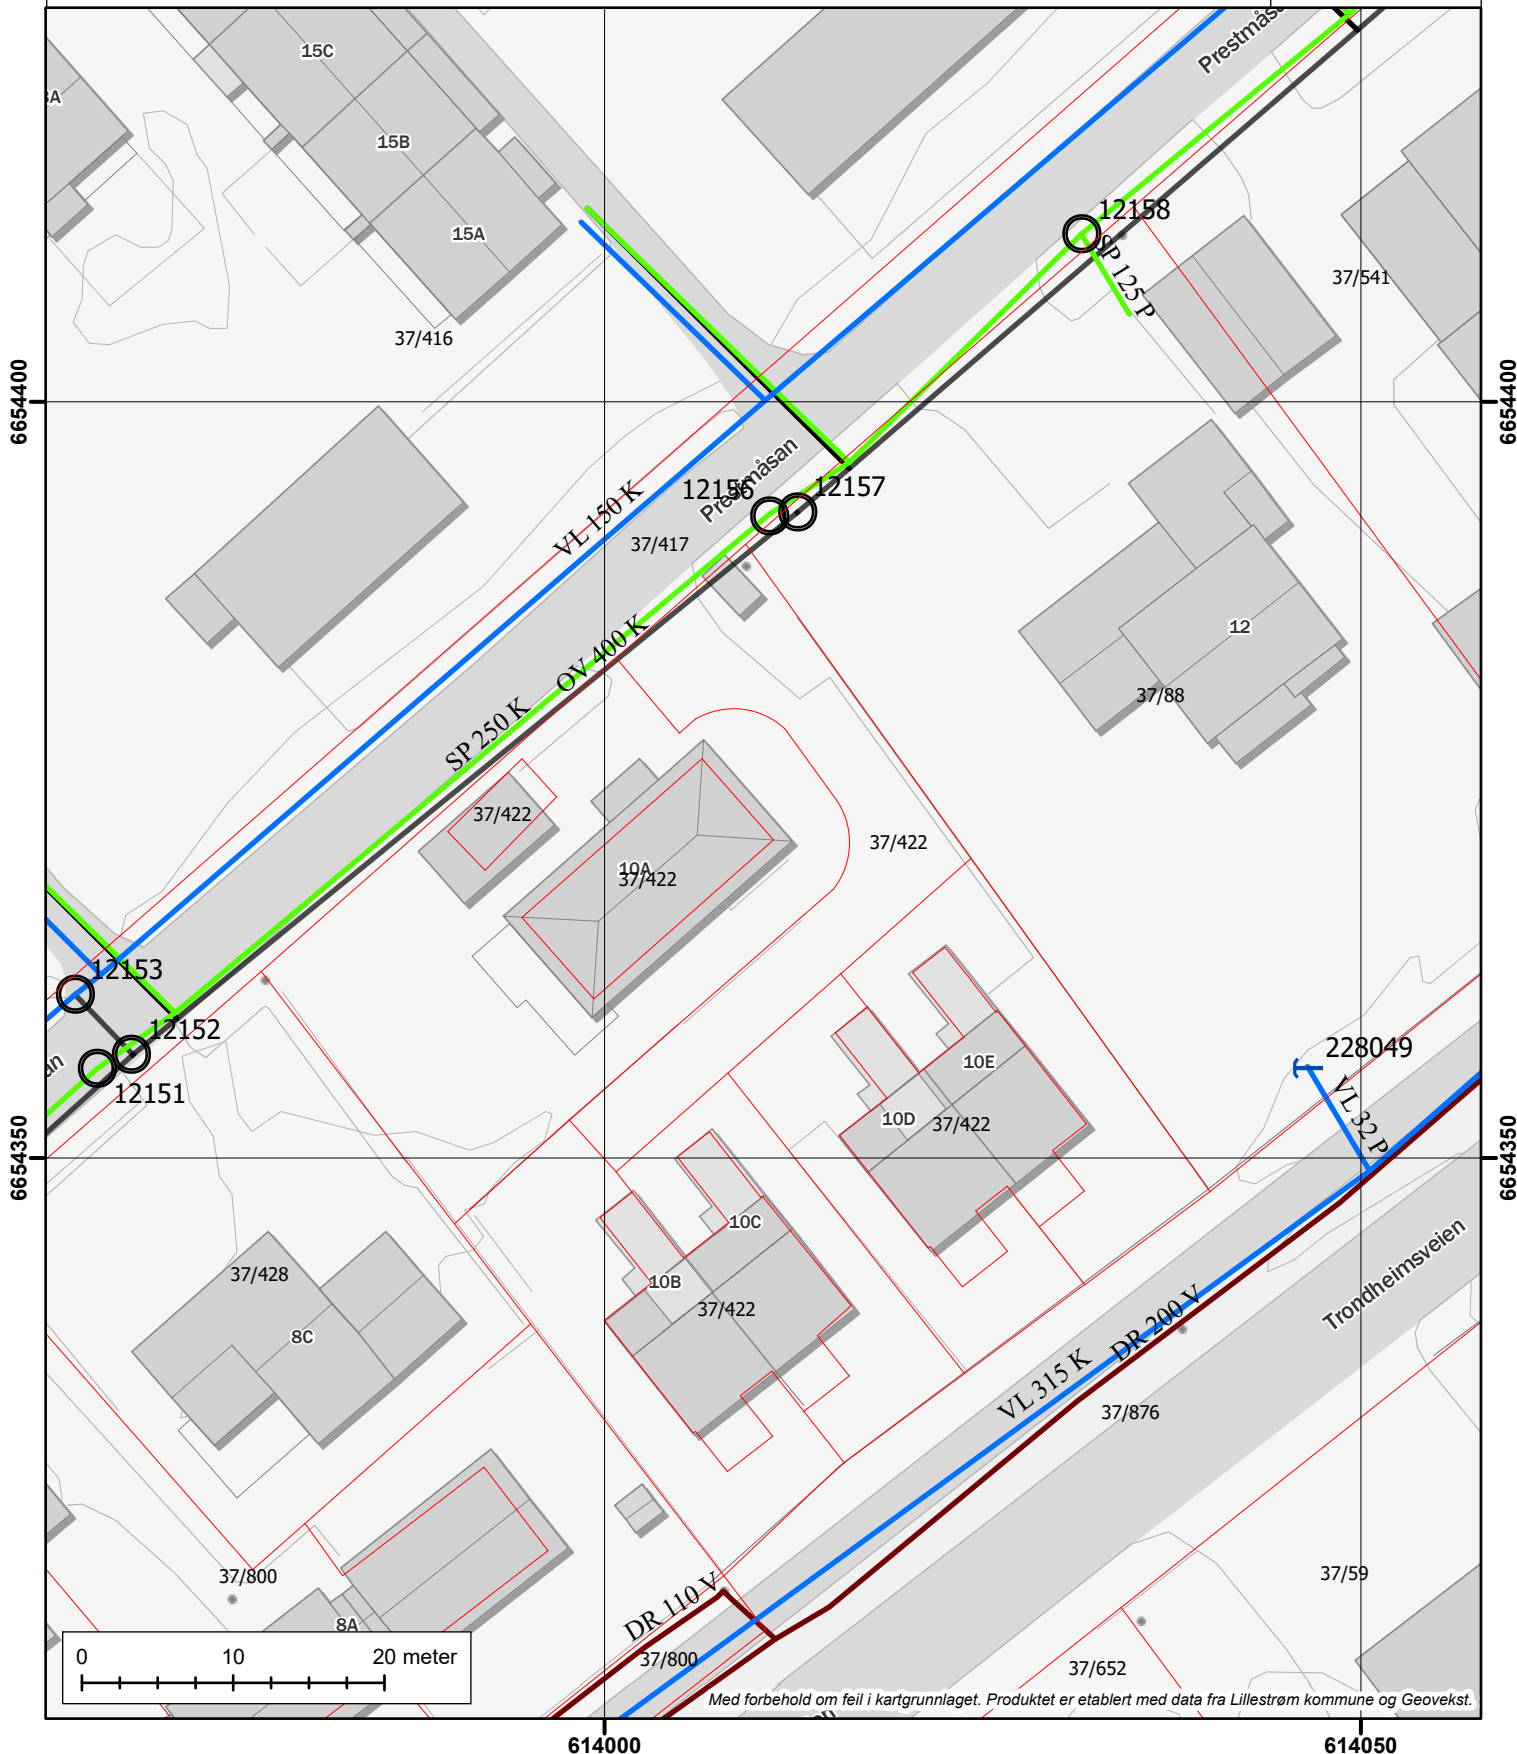 Prestmåsa
15C
15B
15A
12158
SP 125 P
37/541
37/416
6654400
6654400
Prestmåsan
12156
12157
VL 150 K
37/417
OV 400 K
SP 250 K
12
37/88
37/422
10A
37/422
37/422
12153
12152
12151
228049
VL 32 P
10E
10D
37/422
6654350
6654350
10C
10B
37/422
37/428
8C
Trondheimsveien
DR 200 V
VL 315 K
37/876
37/800
8A
DR 110 V
37/800
37/59
37/652
0 10 20 meter
Med forbehold om feil i kartgrunnlaget. Produktet er etablert med data fra Lillestrøm kommune og Geovekst.
614000
614050